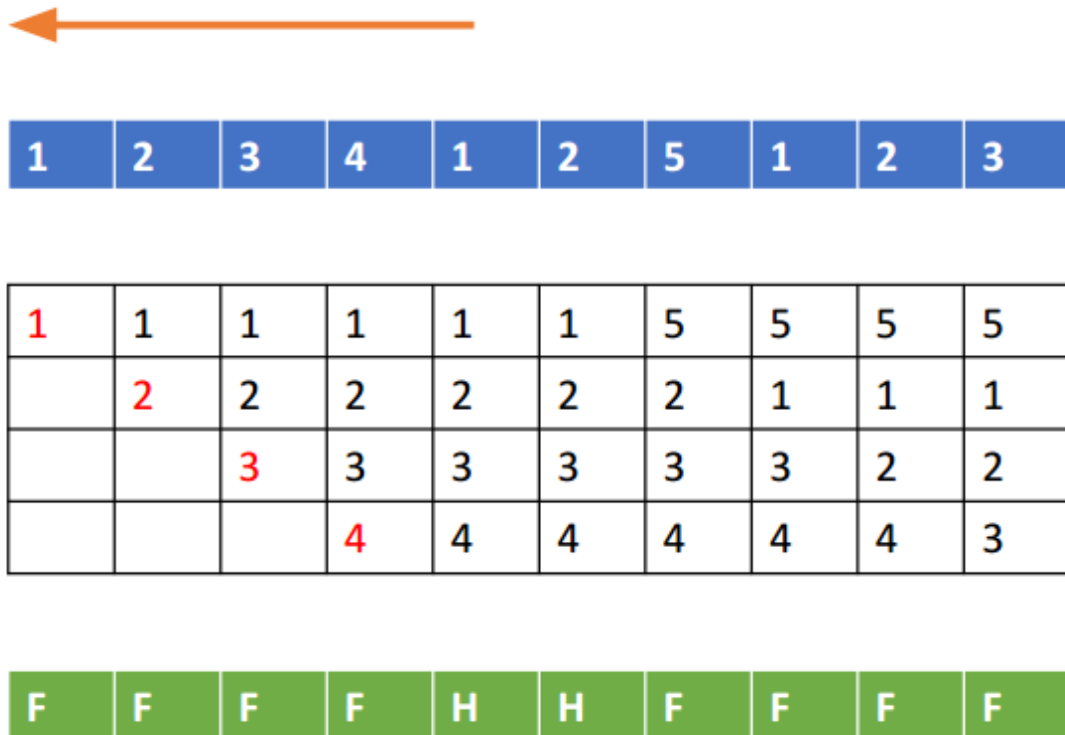 1 2 3 4 1 2 5 1 2 3
1 1 1 1 1 1 5 5 5 5
2 2 2 2 2 2 1 1 1
3 3 3 3 3 3 2 2
4 4 4 4 4 4 3
F F F F H H F F F F